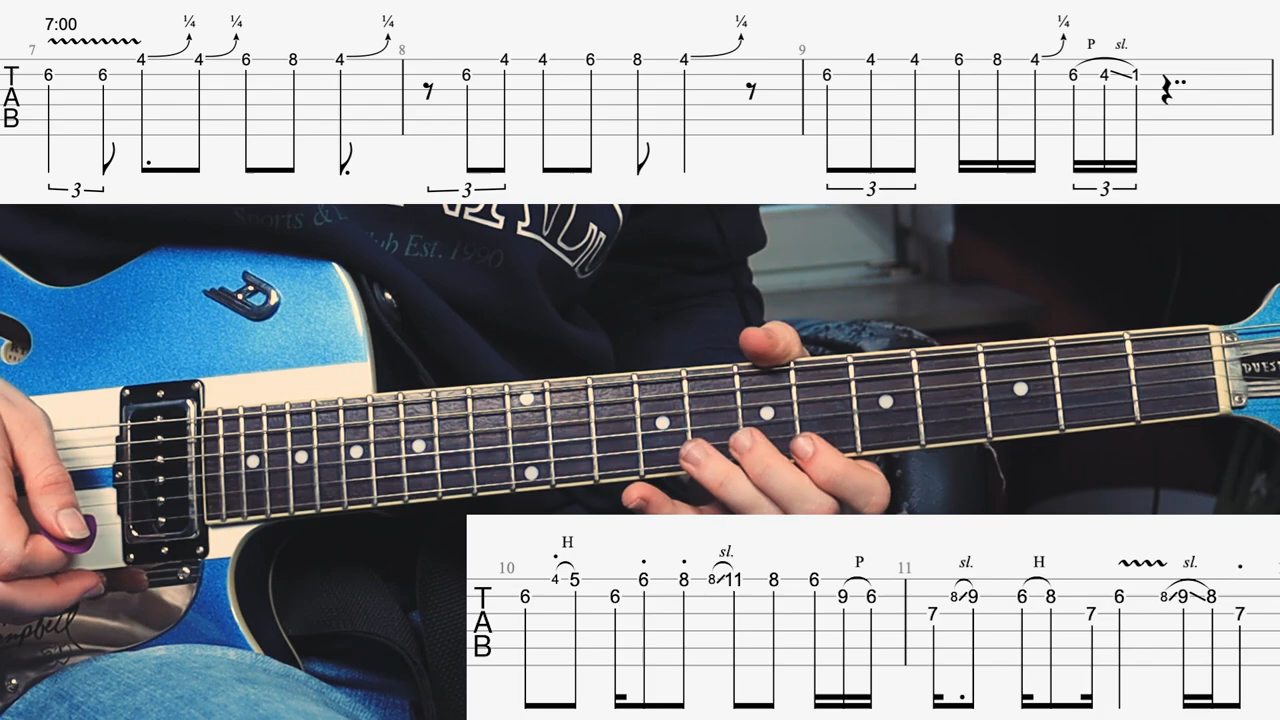 7:00
7 ¼ ¼ ¼ 8 ¼ 9 ¼ P sl.
4 4 6 8 4 4 4 6 8 4 4 4 6 8 4
6 6 6 6 6 4 1
T
A
B
3 3 3 3
Sports &
ub Est. 1990
D
mpbell
10 H sl. P 11 sl. H sl.
4 5 6 8 8 11 8 6
6 6 9 6 8 9 6 8 6 8 9 8
7 7 7
T
A
B